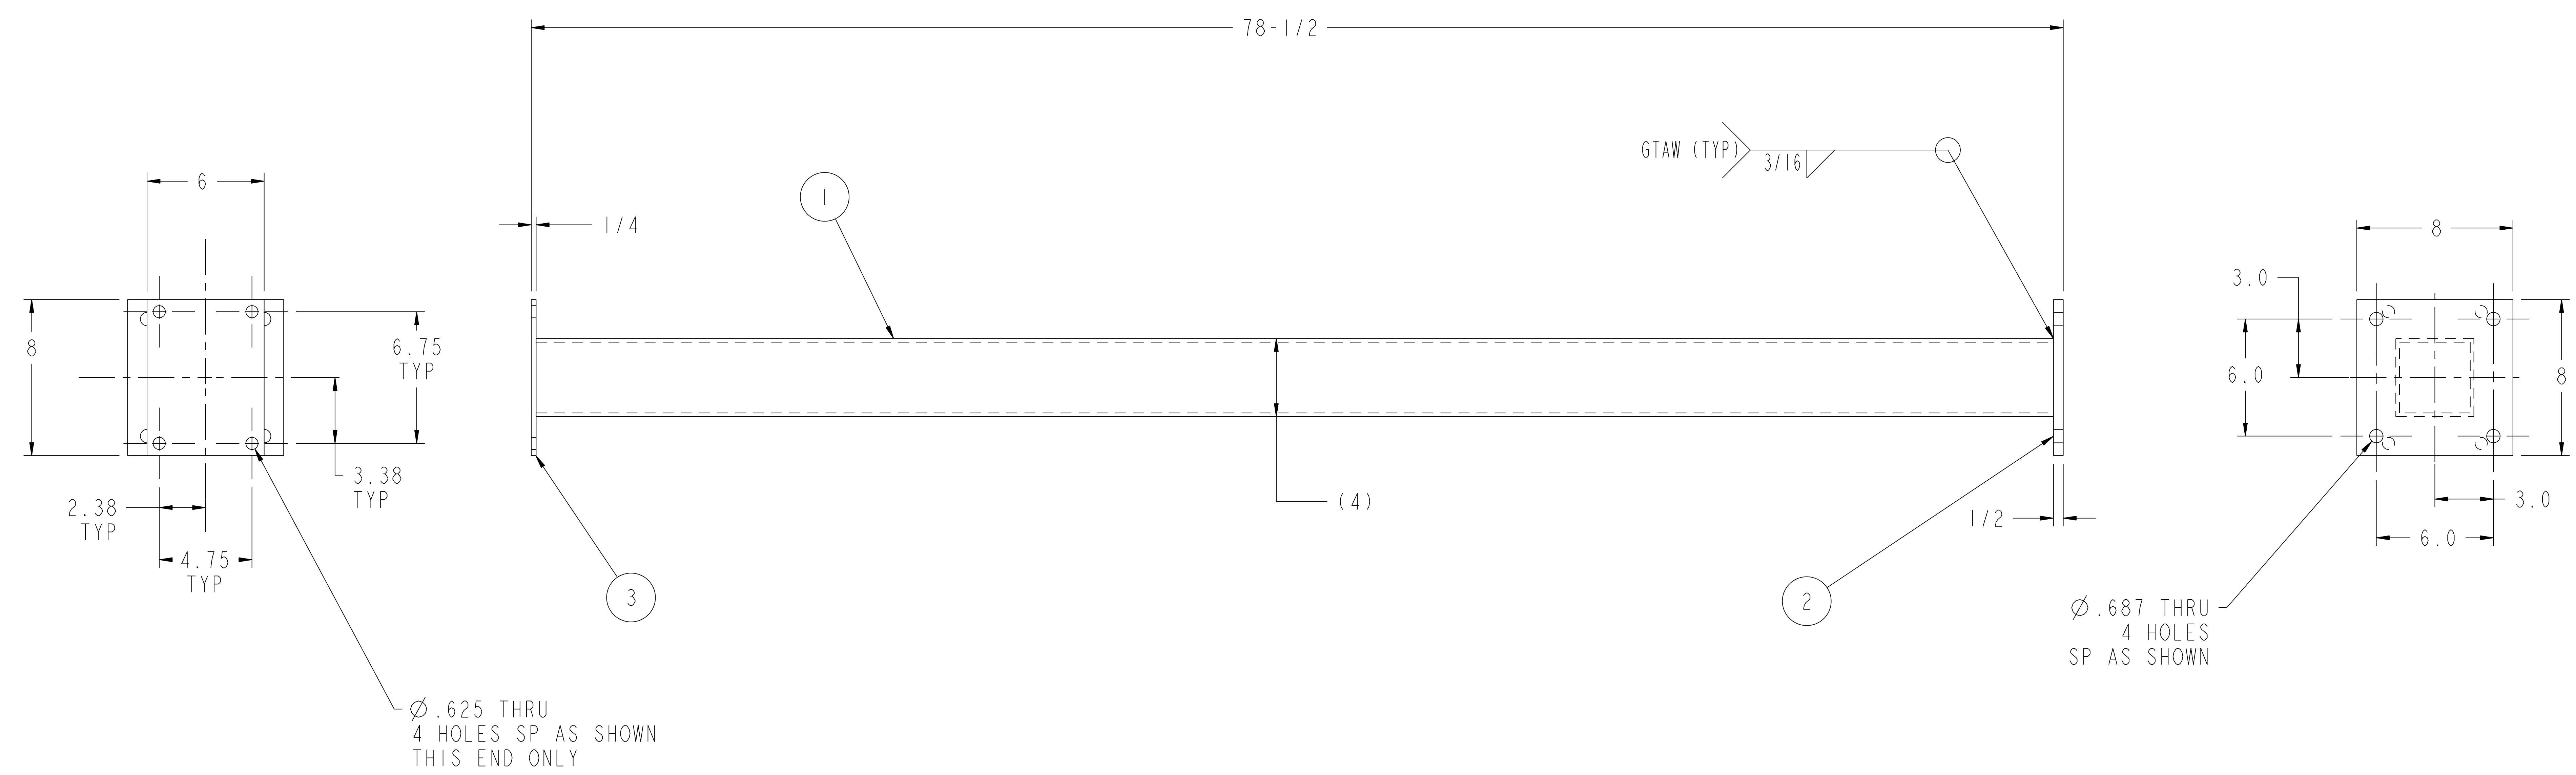 78-1/2
GTAW (TYP)
3/16
6
1
1/4
8
3.0
8
6.75
TYP
6.0
8
3.38
TYP
2.38
TYP
(4)
3.0
1/2
6.0
4.75
TYP
3
2
Ø.687 THRU
4 HOLES
SP AS SHOWN
Ø.625 THRU
4 HOLES SP AS SHOWN
THIS END ONLY